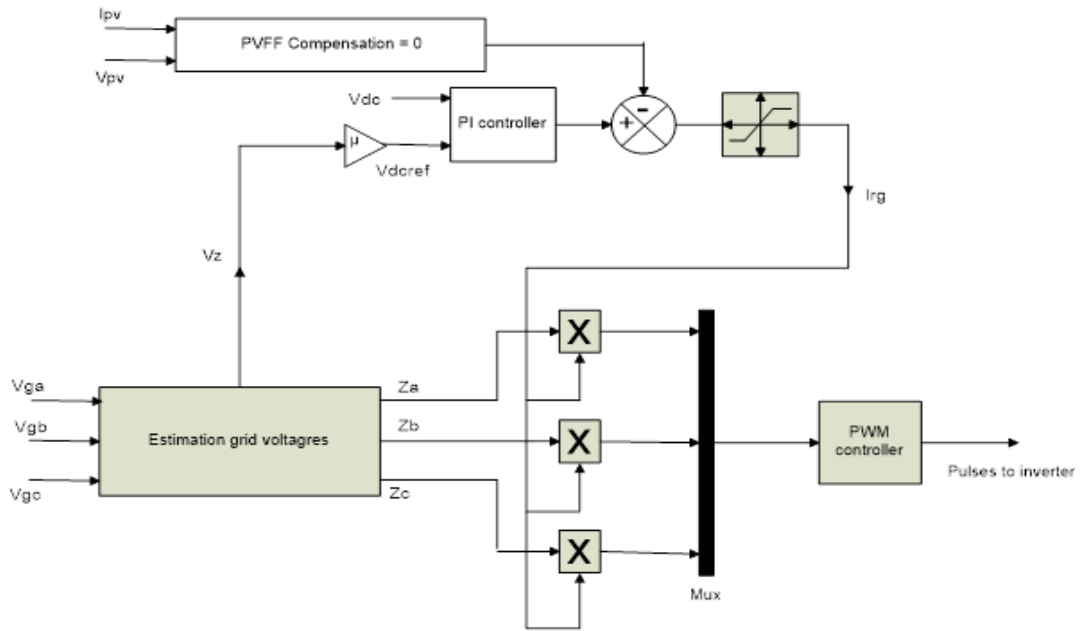 Ipv
PVFF Compensation = 0
Vpv
Vdc
PI controller
+
-
μ
Vdcref
Irg
Vz
X
Vga
Za
Vgb
Estimation grid voltagres
Zb
X
PWM
controller
Pulses to inverter
Vgc
Zc
X
Mux